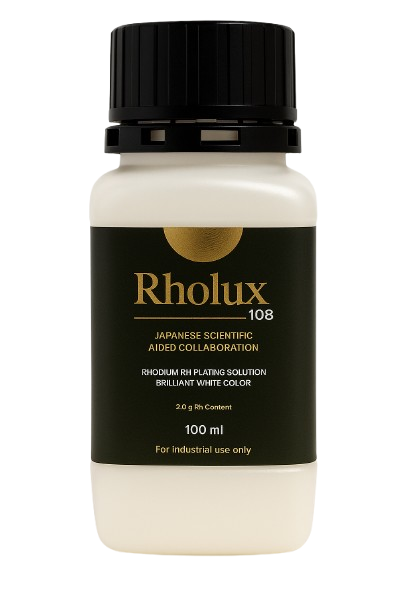 Rholux
108
JAPANESE SCIENTIFIC
AIDED COLLABORATION
RHODIUM RH PLATING SOLUTION
BRILLIANT WHITE COLOR
2.0 g Rh Content
100 ml
For industrial use only